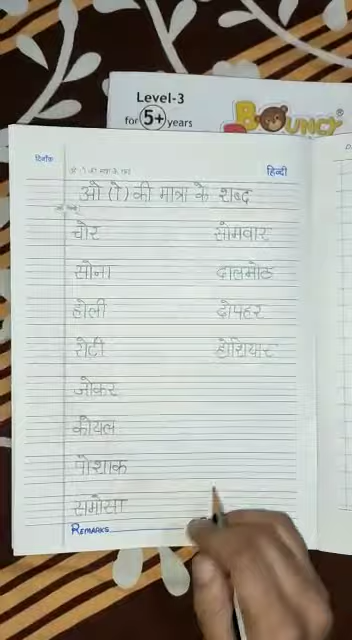 Level-3
for 5+ years
BOUNCY
दिनाँक
हिन्दी
ओ (ो) की मात्रा के शब्द
चोर
सोमवार
सोना
दालमोठ
होली
दोपहर
रोटी
होशियार
जोकर
कोयल
पोशाक
समोसा
REMARKS